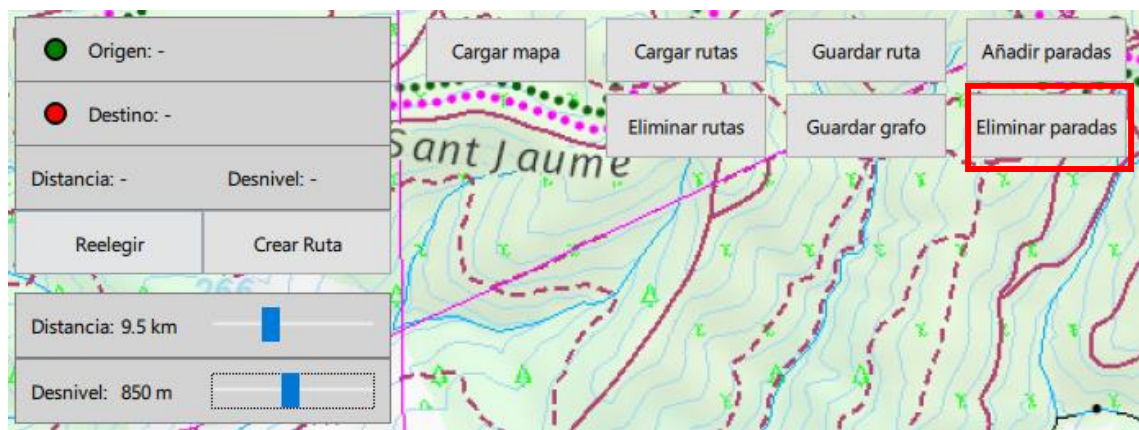 Origen: -
Destino: -
Distancia: -
Desnivel: -
Reelegir
Crear Ruta
Distancia: 9.5 km
Desnivel: 850 m
Cargar mapa
Cargar rutas
Guardar ruta
Añadir paradas
Eliminar rutas
Guardar grafo
Eliminar paradas
Sant Jaume
266